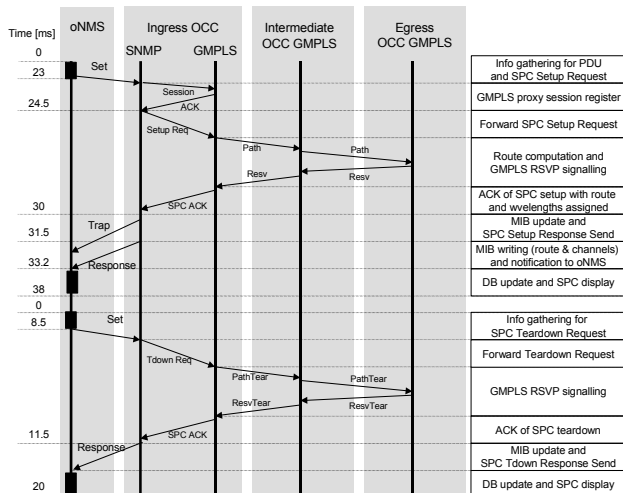 oNMS
Ingress OCC
Intermediate
OCC GMPLS
Egress
OCC GMPLS
Time [ms]
SNMP
GMPLS
0
Set
Info gathering for PDU
and SPC Setup Request
23
Session
GMPLS proxy session register
ACK
24.5
Setup Req
Forward SPC Setup Request
Path
Path
Route computation and
GMPLS RSVP signalling
Resv
Resv
SPC ACK
ACK of SPC setup with route
and wvelengths assigned
30
Trap
MIB update and
SPC Setup Response Send
31.5
Response
MIB writing (route & channels)
and notification to oNMS
33.2
DB update and SPC display
38
0
Set
Info gathering for
SPC Teardown Request
8.5
Tdown Req
Forward Teardown Request
PathTear
PathTear
GMPLS RSVP signalling
ResvTear
ResvTear
SPC ACK
ACK of SPC teardown
11.5
Response
MIB update and
SPC Tdown Response Send
DB update and SPC display
20